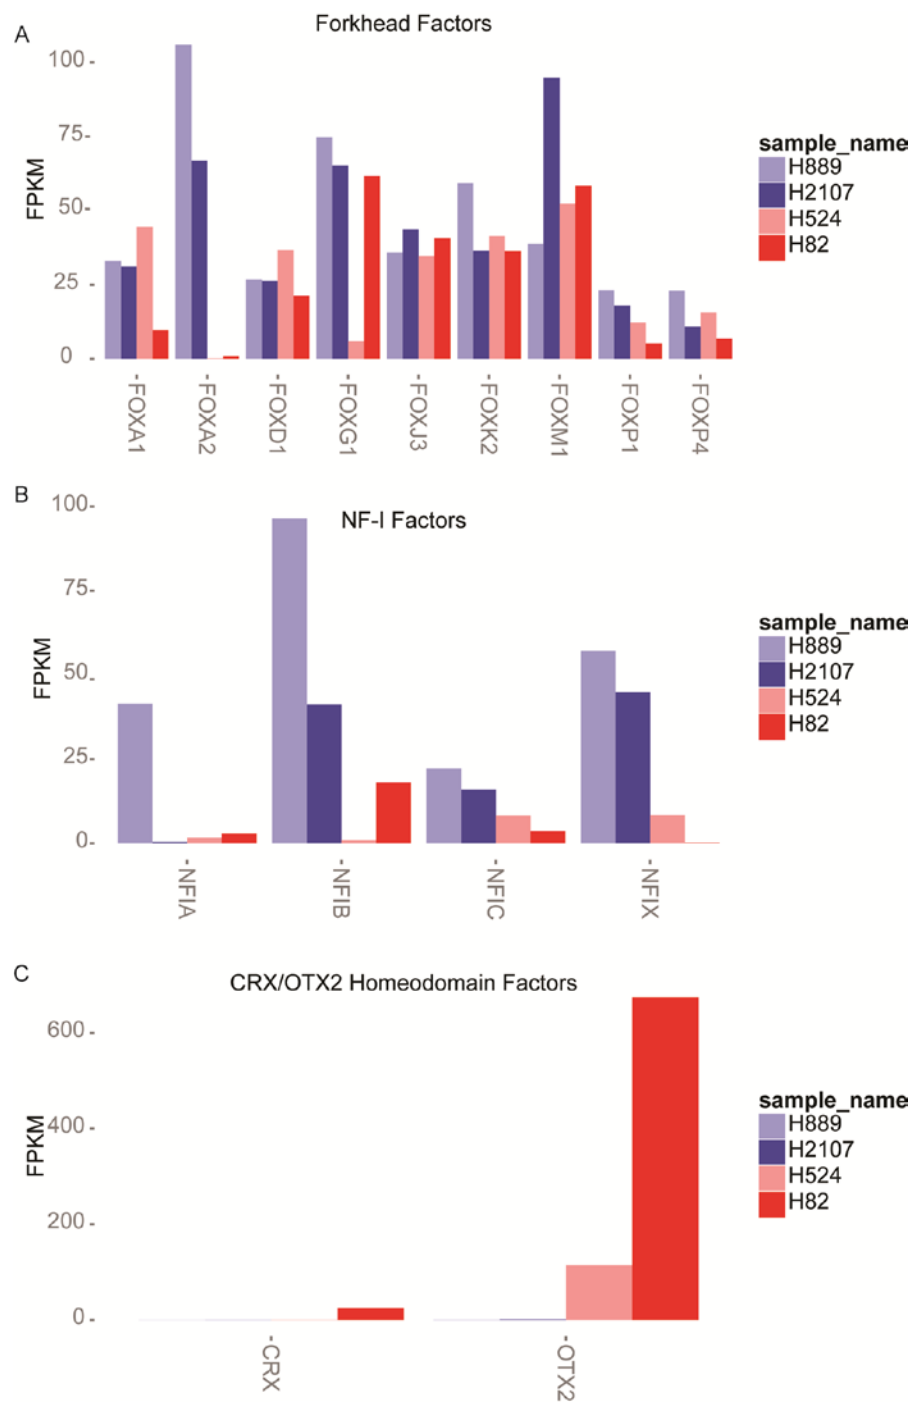 A
Forkhead Factors
FPKM
100
75-
50-
25-
0 -
-FOXA1
-FOXA2
-FOXD1
-FOXG1
-FOXJ3
-FOXK2
-FOXM1
-FOXP1
-FOXP4
sample_name
H889
H2107
H524
H82
B
NF-I Factors
FPKM
100-
75-
50-
25-
0-
-NFIA
-NFIB
-NFIC
-NFIX
sample_name
H889
H2107
H524
H82
C
CRX/OTX2 Homeodomain Factors
FPKM
600-
400-
200-
0-
-CRX
-OTX2
sample_name
H889
H2107
H524
H82